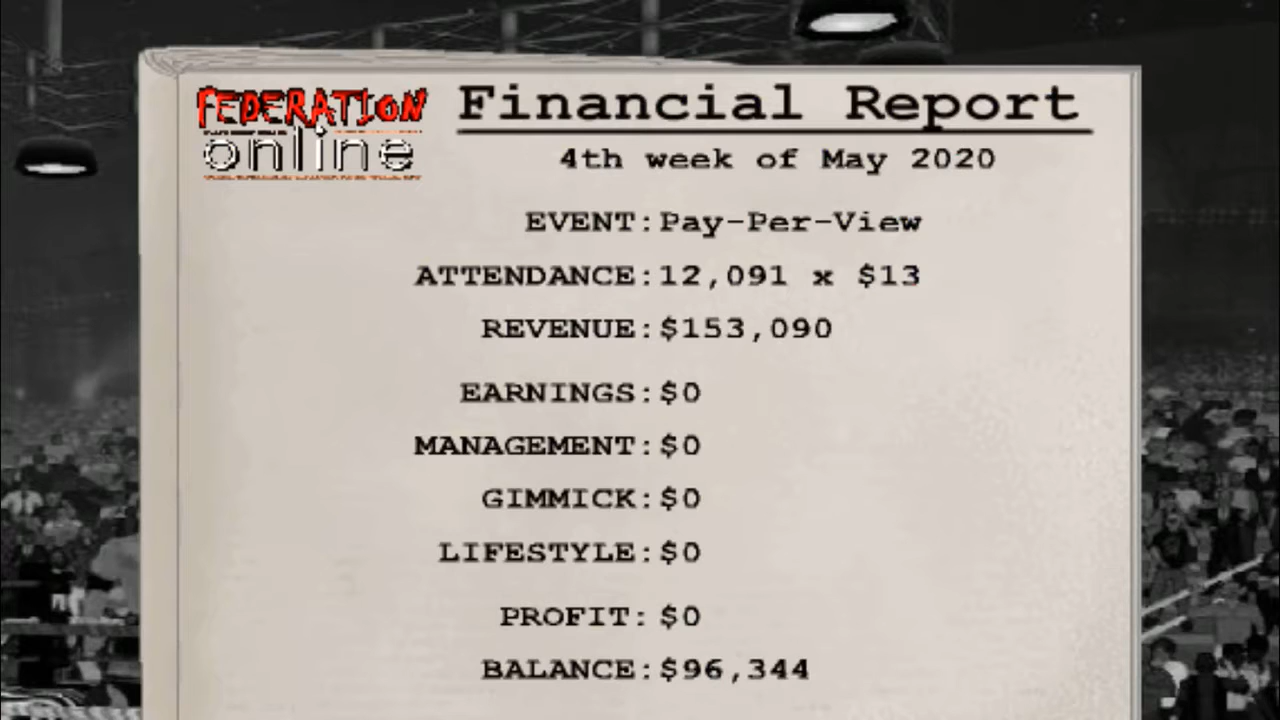 FEDERATION
online
Financial Report
4th week of May 2020
EVENT: Pay-Per-View
ATTENDANCE: 12,091 x $13
REVENUE: $153,090
EARNINGS: $0
MANAGEMENT: $0
GIMMICK: $0
LIFESTYLE: $0
PROFIT: $0
BALANCE: $96,344